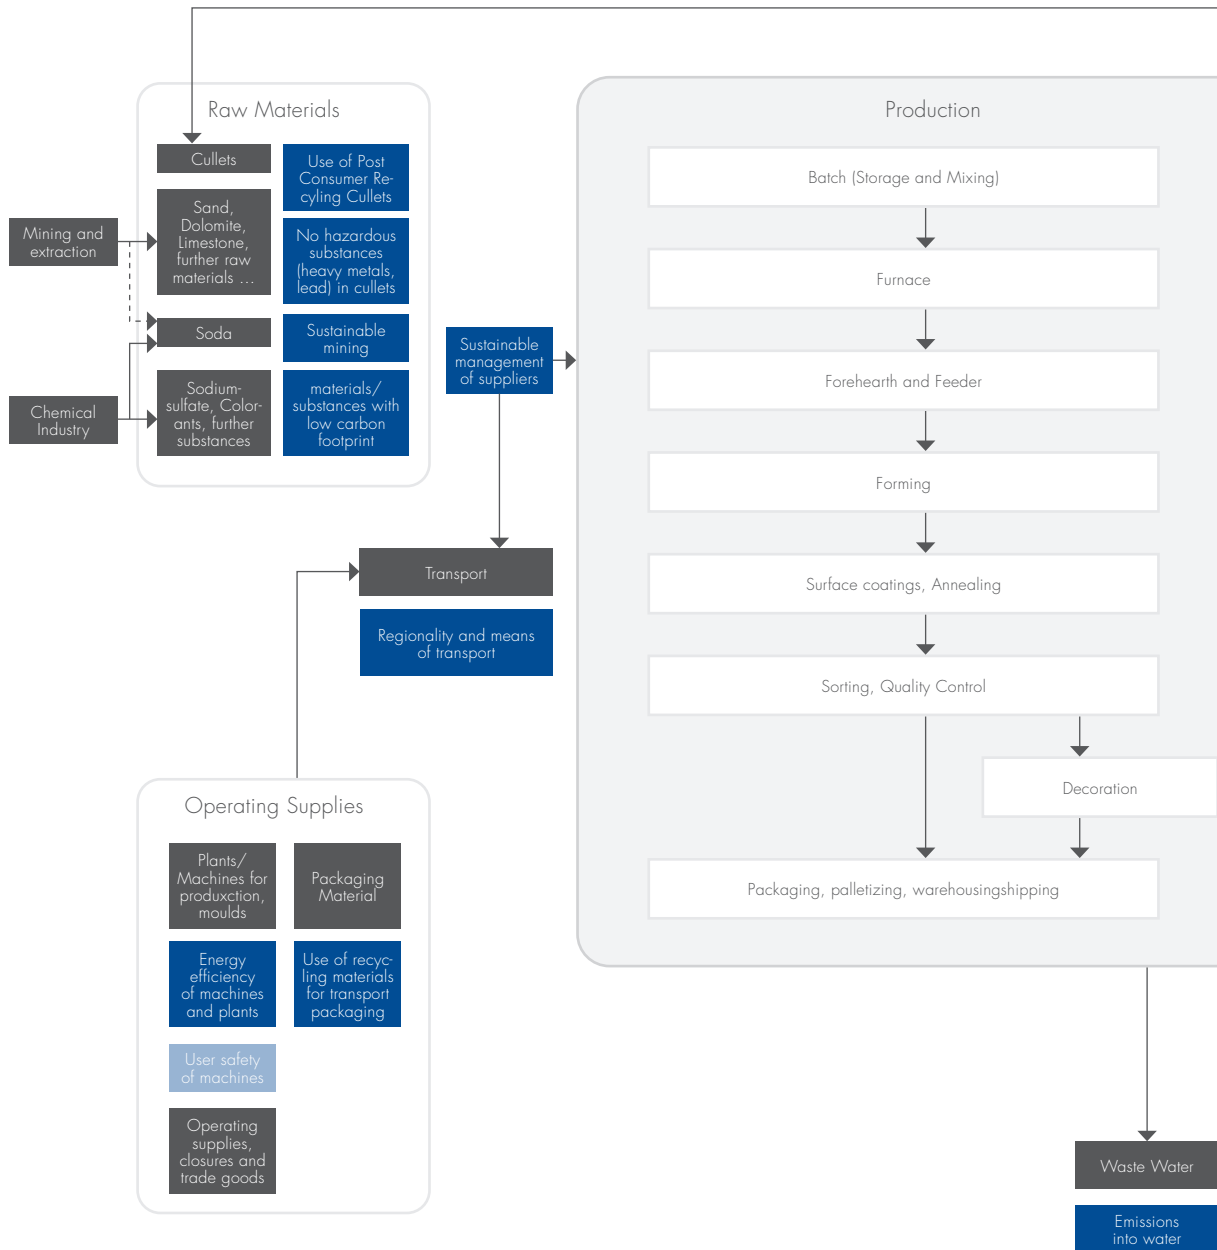 Raw Materials
Cullets
Use of Post
Consumer Re-
cyling Cullets
Sand,
Dolomite,
Limestone,
further raw
materials ...
No hazardous
substances
(heavy metals,
lead) in cullets
Mining and
extraction
Soda
Sustainable
mining
Chemical
Industry
Sodium-
sulfate, Color-
ants, further
substances
materials/
substances with
low carbon
footprint
Sustainable
management
of suppliers
Transport
Regionality and means
of transport
Operating Supplies
Plants/
Machines for
produxction,
moulds
Packaging
Material
Energy
efficiency
of machines
and plants
Use of recyc-
ling materials
for transport
packaging
User safety
of machines
Operating
supplies,
closures and
trade goods
Production
Batch (Storage and Mixing)
Furnace
Forehearth and Feeder
Forming
Surface coatings, Annealing
Sorting, Quality Control
Decoration
Packaging, palletizing, warehousingshipping
Waste Water
Emissions
into water